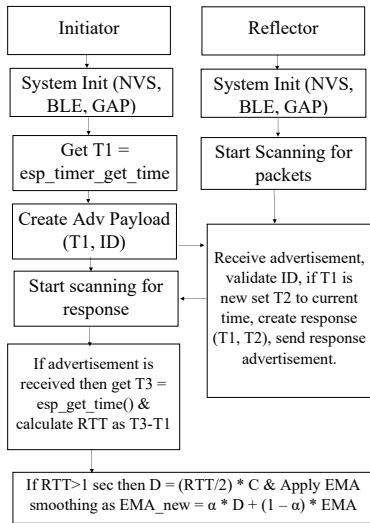 Initiator
Reflector
System Init (NVS,
BLE, GAP)
System Init (NVS,
BLE, GAP)
Get T1 =
esp_timer_get_time
Start Scanning for
packets
Create Adv Payload
(T1, ID)
Receive advertisement,
validate ID, if T1 is
new set T2 to current
time, create response
(T1, T2), send response
advertisement.
Start scanning for
response
If advertisement is
received then get T3 =
esp_get_time() &
calculate RTT as T3-T1
If RTT>1 sec then D = (RTT/2) * C & Apply EMA
smoothing as EMA_new = α * D + (1 – α) * EMA